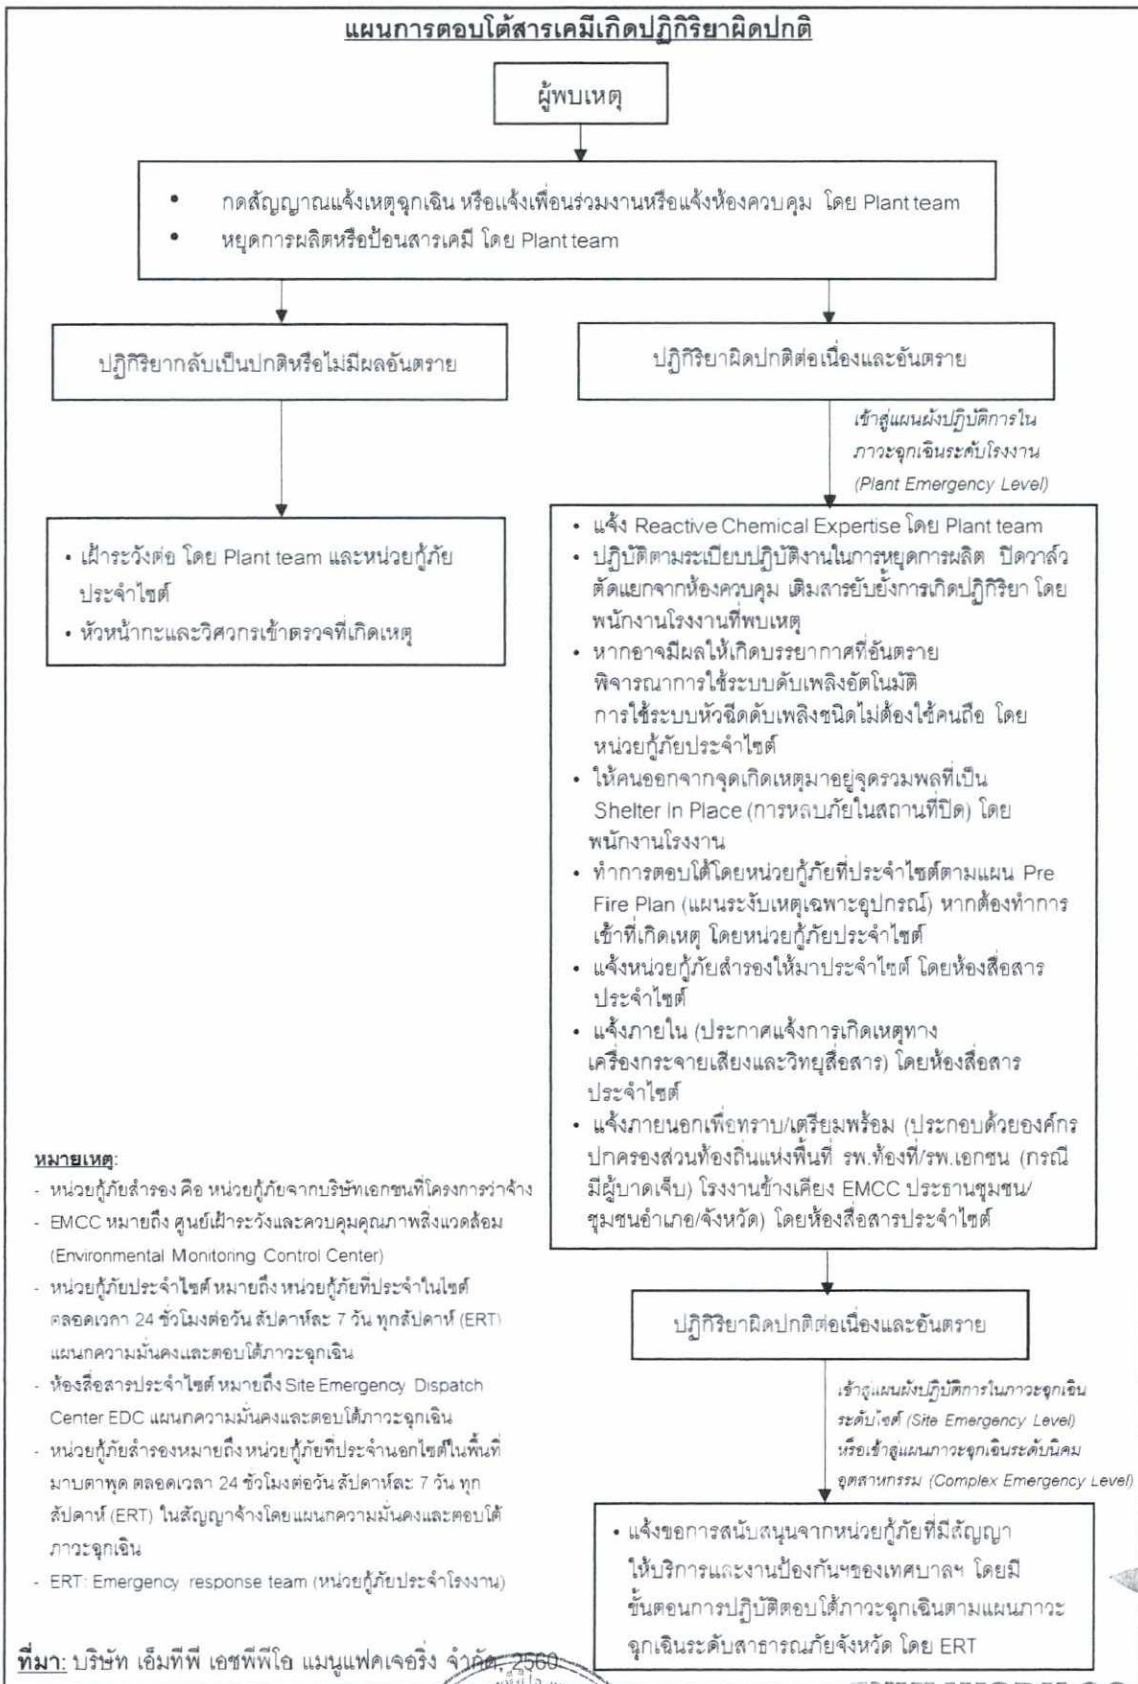 แผนการตอบโต้สารเคมีเกิดปฏิกิริยาผิดปกติ
ผู้พบเหตุ
• กดสัญญาณแจ้งเหตุฉุกเฉิน หรือแจ้งเพื่อนร่วมงานหรือแจ้งห้องควบคุม โดย Plant team
• หยุดการผลิตหรือป้อนสารเคมี โดย Plant team
ปฏิกิริยากลับเป็นปกติหรือไม่มีผลอันตราย
• เฝ้าระวังต่อ โดย Plant team และหน่วยกู้ภัย
ประจำไซต์
• หัวหน้ากะและวิศวกรเข้าตรวจที่เกิดเหตุ
ปฏิกิริยาผิดปกติต่อเนื่องและอันตราย
เข้าสู่แผนผังปฏิบัติการใน
ภาวะฉุกเฉินระดับโรงงาน
(Plant Emergency Level)
• แจ้ง Reactive Chemical Expertise โดย Plant team
• ปฏิบัติตามระเบียบปฏิบัติงานในการหยุดการผลิต ปิดวาล์ว
ตัดแยกจากห้องควบคุม เติมสารยับยั้งการเกิดปฏิกิริยา โดย
พนักงานโรงงานที่พบเหตุ
• หากอาจมีผลให้เกิดบรรยากาศที่อันตราย
พิจารณาการใช้ระบบดับเพลิงอัตโนมัติ
การใช้ระบบหัวฉีดดับเพลิงชนิดไม่ต้องใช้คนถือ โดย
หน่วยกู้ภัยประจำไซต์
• ให้คนออกจากจุดเกิดเหตุมาอยู่จุดรวมพลที่เป็น
Shelter In Place (การหลบภัยในสถานที่ปิด) โดย
พนักงานโรงงาน
• ทำการตอบโต้โดยหน่วยกู้ภัยที่ประจำไซต์ตามแผน Pre
Fire Plan (แผนระงับเหตุเฉพาะอุปกรณ์) หากต้องทำการ
เข้าที่เกิดเหตุ โดยหน่วยกู้ภัยประจำไซต์
• แจ้งหน่วยกู้ภัยสำรองให้มาประจำไซต์ โดยห้องสื่อสาร
ประจำไซต์
• แจ้งภายใน (ประกาศแจ้งการเกิดเหตุทาง
เครื่องกระจายเสียงและวิทยุสื่อสาร) โดยห้องสื่อสาร
ประจำไซต์
• แจ้งภายนอกเพื่อทราบ/เตรียมพร้อม (ประกอบด้วยองค์กร
ปกครองส่วนท้องถิ่นแห่งพื้นที่ รพ.ท้องที่/รพ.เอกชน (กรณี
มีผู้บาดเจ็บ) โรงงานข้างเคียง EMCC ประธานชุมชน/
ชุมชนอำเภอ/จังหวัด) โดยห้องสื่อสารประจำไซต์
ปฏิกิริยาผิดปกติต่อเนื่องและอันตราย
เข้าสู่แผนผังปฏิบัติการในภาวะฉุกเฉิน
ระดับไซต์ (Site Emergency Level)
หรือเข้าสู่แผนภาวะฉุกเฉินระดับนิคม
อุตสาหกรรม (Complex Emergency Level)
• แจ้งขอการสนับสนุนจากหน่วยกู้ภัยที่มีสัญญา
ให้บริการและงานป้องกันฯของเทศบาลฯ โดยมี
ขั้นตอนการปฏิบัติตอบโต้ภาวะฉุกเฉินตามแผนภาวะ
ฉุกเฉินระดับสาธารณภัยจังหวัด โดย ERT
หมายเหตุ:
- หน่วยกู้ภัยสำรอง คือ หน่วยกู้ภัยจากบริษัทเอกชนที่โครงการว่าจ้าง
- EMCC หมายถึง ศูนย์เฝ้าระวังและควบคุมคุณภาพสิ่งแวดล้อม
(Environmental Monitoring Control Center)
- หน่วยกู้ภัยประจำไซต์ หมายถึง หน่วยกู้ภัยที่ประจำในไซต์
ตลอดเวลา 24 ชั่วโมงต่อวัน สัปดาห์ละ 7 วัน ทุกสัปดาห์ (ERT)
แผนกความมั่นคงและตอบโต้ภาวะฉุกเฉิน
- ห้องสื่อสารประจำไซต์ หมายถึง Site Emergency Dispatch
Center EDC แผนกความมั่นคงและตอบโต้ภาวะฉุกเฉิน
- หน่วยกู้ภัยสำรองหมายถึง หน่วยกู้ภัยที่ประจำนอกไซต์ในพื้นที่
มาบตาพุด ตลอดเวลา 24 ชั่วโมงต่อวัน สัปดาห์ละ 7 วัน ทุก
สัปดาห์ (ERT) ในสัญญาจ้างโดยแผนกความมั่นคงและตอบโต้
ภาวะฉุกเฉิน
- ERT: Emergency response team (หน่วยกู้ภัยประจำโรงงาน)
ที่มา: บริษัท เอ็มทีพี เอชพีพีโอ แมนูแฟคเจอริ่ง จำกัด, 2560